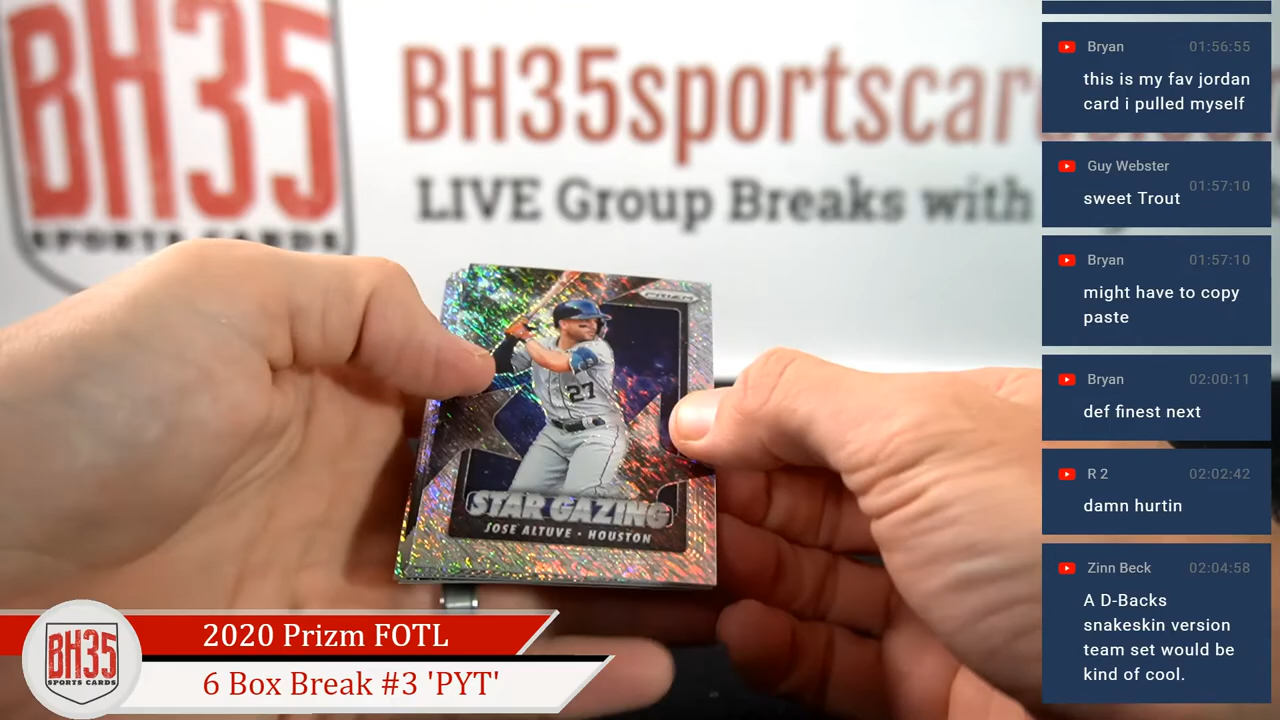 BH35
SPORTS CARDS
BH35sportscar
LIVE Group Breaks with
PRIZM
27
STAR GAZING
JOSE ALTUVE · HOUSTON
BH35
SPORTS CARDS
2020 Prizm FOTL
6 Box Break #3 'PYT'
Bryan 01:56:55
this is my fav jordan
card i pulled myself
Guy Webster
01:57:10
sweet Trout
Bryan 01:57:10
might have to copy
paste
Bryan 02:00:11
def finest next
R 2 02:02:42
damn hurtin
Zinn Beck 02:04:58
A D-Backs
snakeskin version
team set would be
kind of cool.